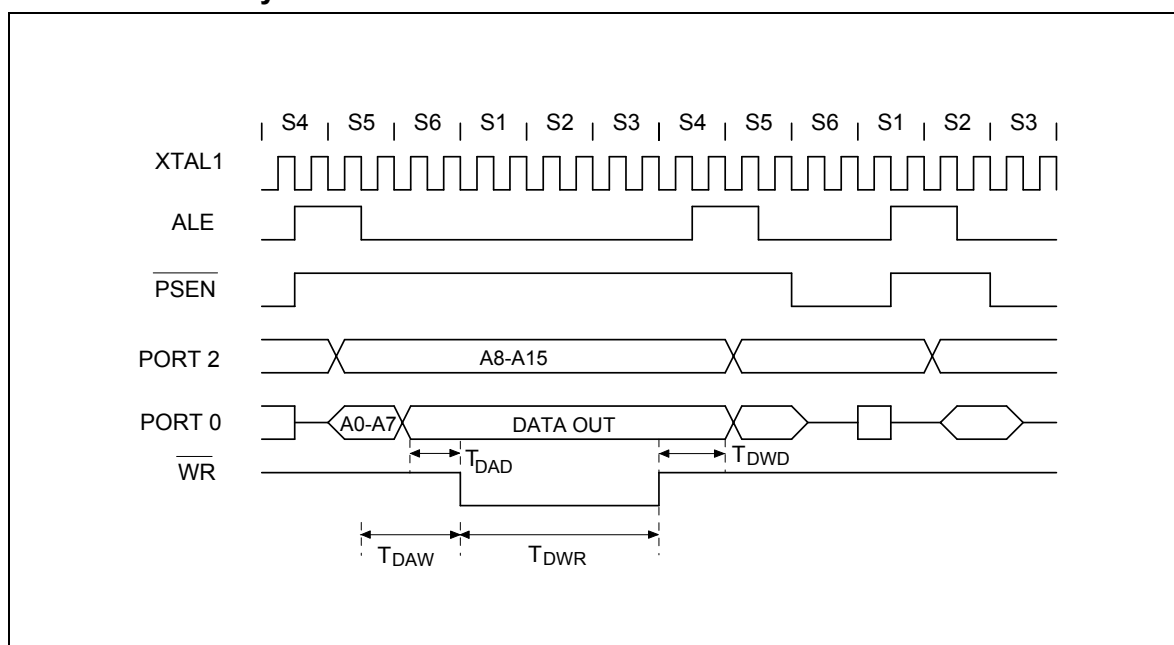 S4 S5 S6 S1 S2 S3 S4 S5 S6 S1 S2 S3
XTAL1
ALE
PSEN
PORT 2
A8-A15
PORT 0
A0-A7
DATA OUT
TDAD
TDWD
WR
TDAW
TDWR